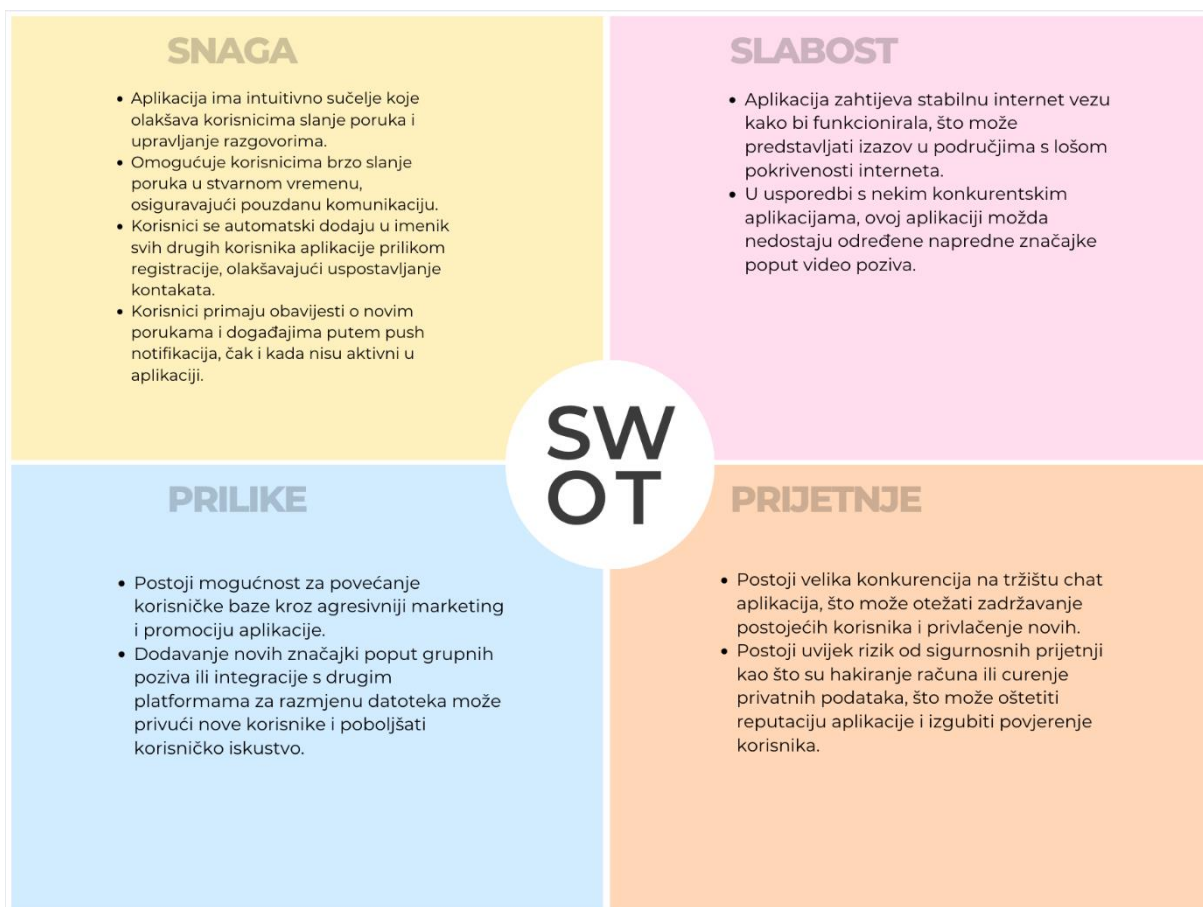 SNAGA
• Aplikacija ima intuitivno sučelje koje
olakšava korisnicima slanje poruka i
upravljanje razgovorima.
• Omogućuje korisnicima brzo slanje
poruka u stvarnom vremenu,
osiguravajući pouzdanu komunikaciju.
• Korisnici se automatski dodaju u imenik
svih drugih korisnika aplikacije prilikom
registracije, olakšavajući uspostavljanje
kontakata.
• Korisnici primaju obavijesti o novim
porukama i događajima putem push
notifikacija, čak i kada nisu aktivni u
aplikaciji.
SLABOST
• Aplikacija zahtijeva stabilnu internet vezu
kako bi funkcionirala, što može
predstavljati izazov u područjima s lošom
pokrivenosti interneta.
• U usporedbi s nekim konkurentskim
aplikacijama, ovoj aplikaciji možda
nedostaju određene napredne značajke
poput video poziva.
SW
OT
PRILIKE
• Postoji mogućnost za povećanje
korisničke baze kroz agresivniji marketing
i promociju aplikacije.
• Dodavanje novih značajki poput grupnih
poziva ili integracije s drugim
platformama za razmjenu datoteka može
privući nove korisnike i poboljšati
korisničko iskustvo.
PRIJETNJE
• Postoji velika konkurencija na tržištu chat
aplikacija, što može otežati zadržavanje
postojećih korisnika i privlačenje novih.
• Postoji uvijek rizik od sigurnosnih prijetnji
kao što su hakiranje računa ili curenje
privatnih podataka, što može oštetiti
reputaciju aplikacije i izgubiti povjerenje
korisnika.